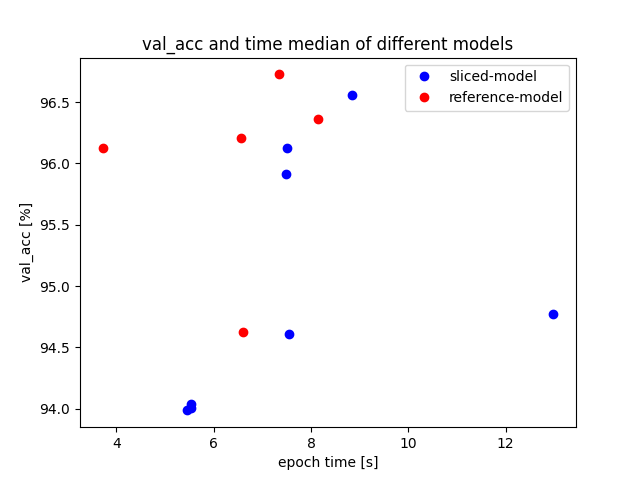 val_acc and time median of different models
sliced-model
reference-model
96.5
96.0
95.5
95.0
94.5
94.0
val_acc [%]
4
6
8
10
12
epoch time [s]